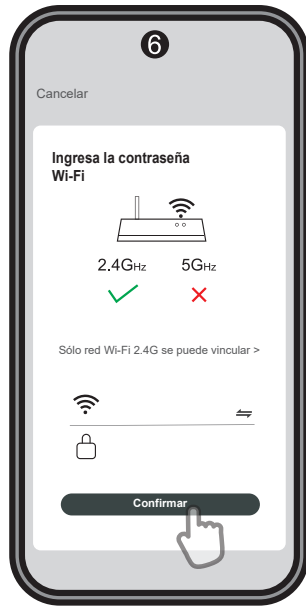 6
Cancelar
Ingresa la contraseña
Wi-Fi
2.4GHz 5GHz
Sólo red Wi-Fi 2.4G se puede vincular >
Confirmar